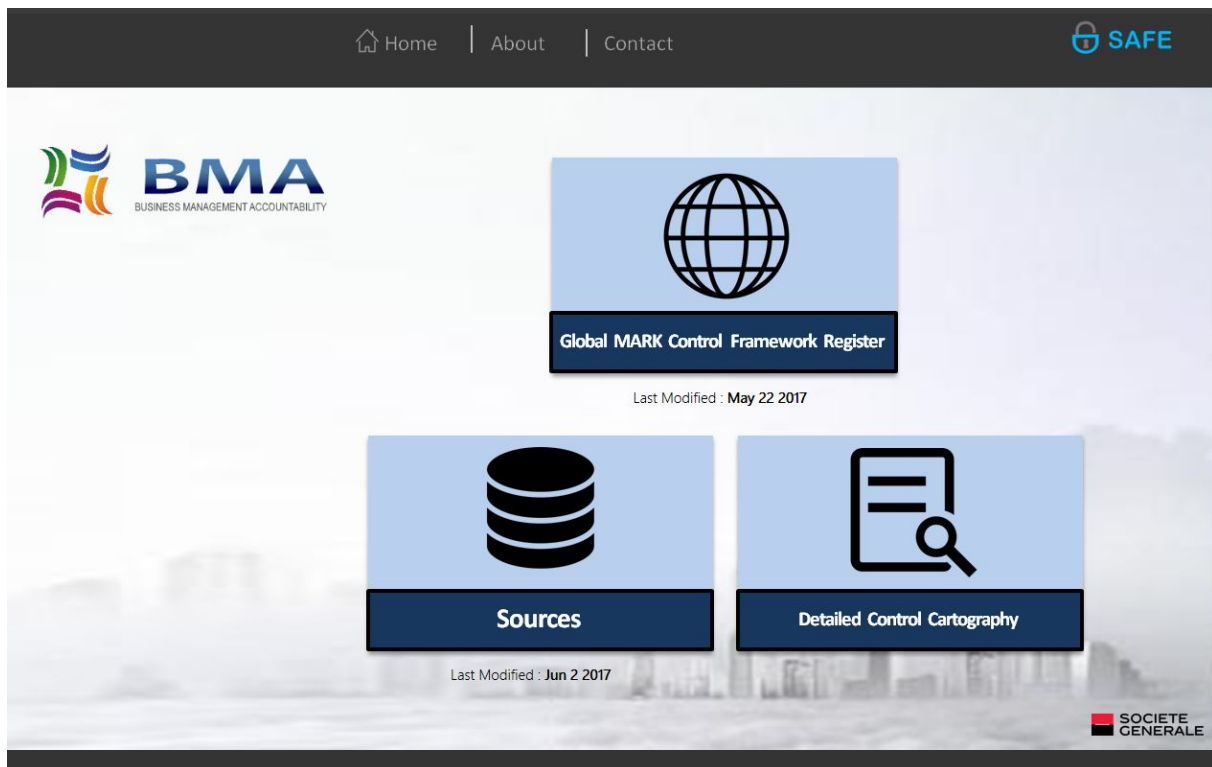 Home | About | Contact
SAFE
BMA
BUSINESS MANAGEMENT ACCOUNTABILITY
Global MARK Control Framework Register
Last Modified : May 22 2017
Sources
Detailed Control Cartography
Last Modified : Jun 2 2017
SOCIETE
GENERALE